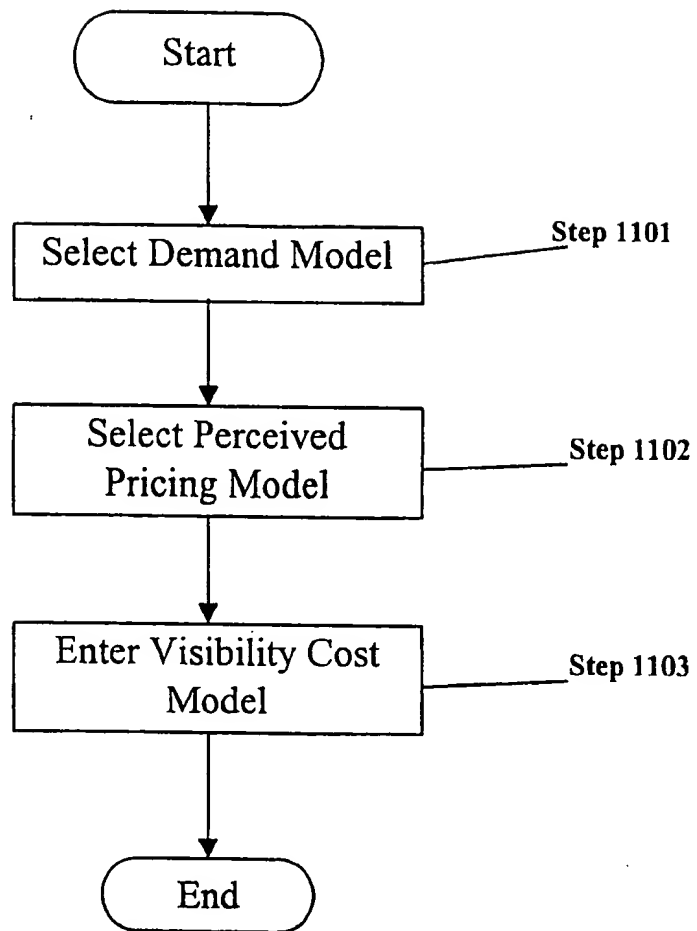 Start
Select Demand Model
Step 1101
Select Perceived
Pricing Model
Step 1102
Enter Visibility Cost
Model
Step 1103
End